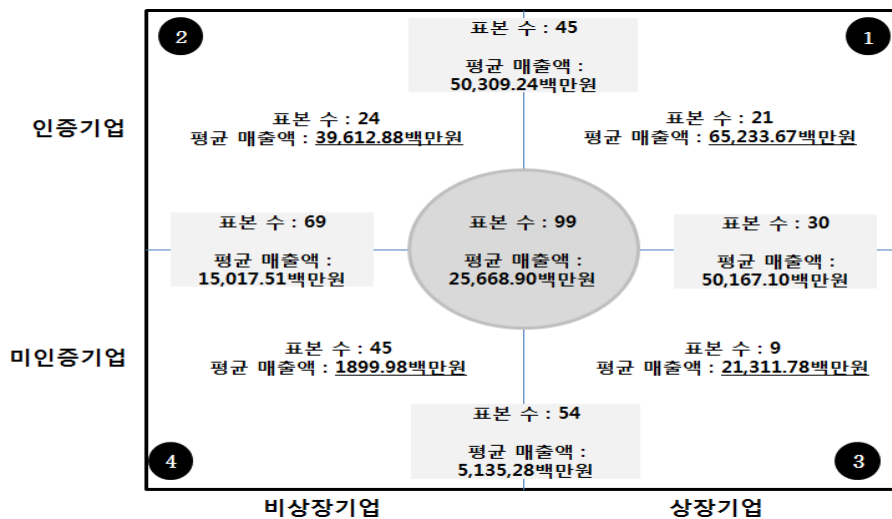 2
표본 수 : 45
평균 매출액 :
50,309.24백만원
1
인증기업
표본 수 : 24
평균 매출액 : 39,612.88백만원
표본 수 : 21
평균 매출액 : 65,233.67백만원
표본 수 : 69
평균 매출액 :
15,017.51백만원
표본 수 : 99
평균 매출액 :
25,668.90백만원
표본 수 : 30
평균 매출액 :
50,167.10백만원
미인증기업
표본 수 : 45
평균 매출액 : 1899.98백만원
표본 수 : 9
평균 매출액 : 21,311.78백만원
4
표본 수 : 54
평균 매출액 :
5,135,28백만원
3
비상장기업
상장기업